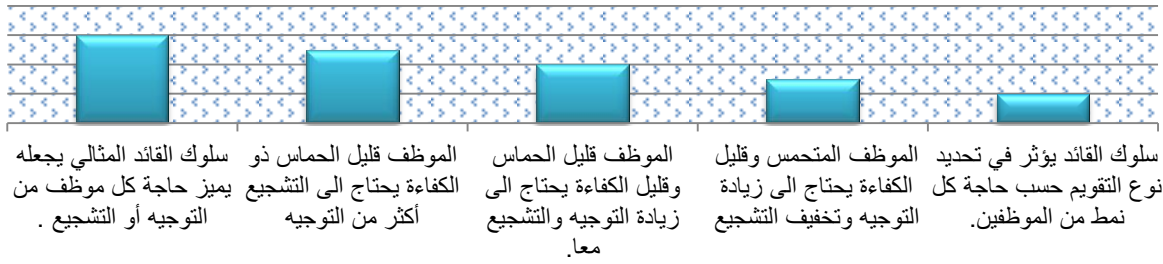 سلوك القائد يؤثر في تحديد
نوع التقويم حسب حاجة كل
نمط من الموظفين.
الموظف المتحمس وقليل
الكفاءة يحتاج الى زيادة
التوجيه وتخفيف التشجيع
الموظف قليل الحماس
وقليل الكفاءة يحتاج الى
زيادة التوجيه والتشجيع
معا.
الموظف قليل الحماس ذو
الكفاءة يحتاج الى التشجيع
أكثر من التوجيه
سلوك القائد المثالي يجعله
يميز حاجة كل موظف من
التوجيه أو التشجيع .